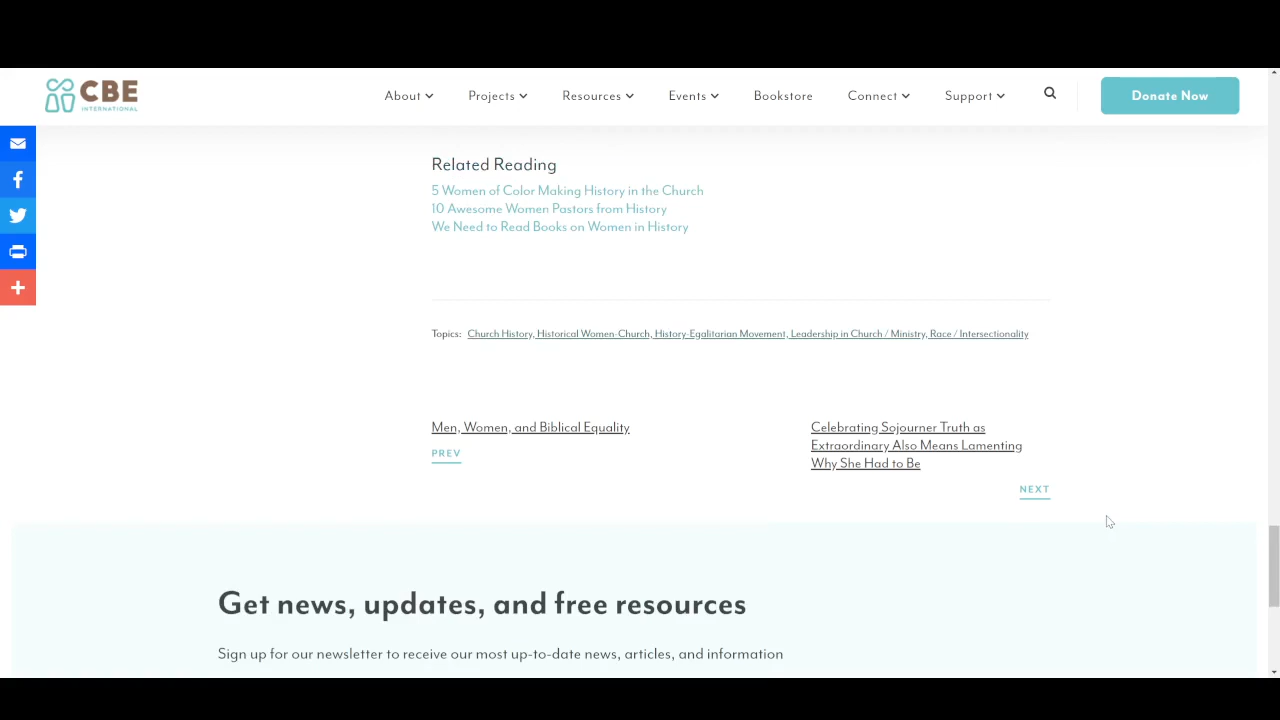 CBE
INTERNATIONAL
About
Projects
Resources
Events
Bookstore
Connect
Support
Donate Now
Related Reading
5 Women of Color Making History in the Church
10 Awesome Women Pastors from History
We Need to Read Books on Women in History
Topics: Church History, Historical Women-Church, History-Egalitarian Movement, Leadership in Church / Ministry, Race / Intersectionality
Men, Women, and Biblical Equality
PREV
Celebrating Sojourner Truth as
Extraordinary Also Means Lamenting
Why She Had to Be
NEXT
Get news, updates, and free resources
Sign up for our newsletter to receive our most up-to-date news, articles, and information